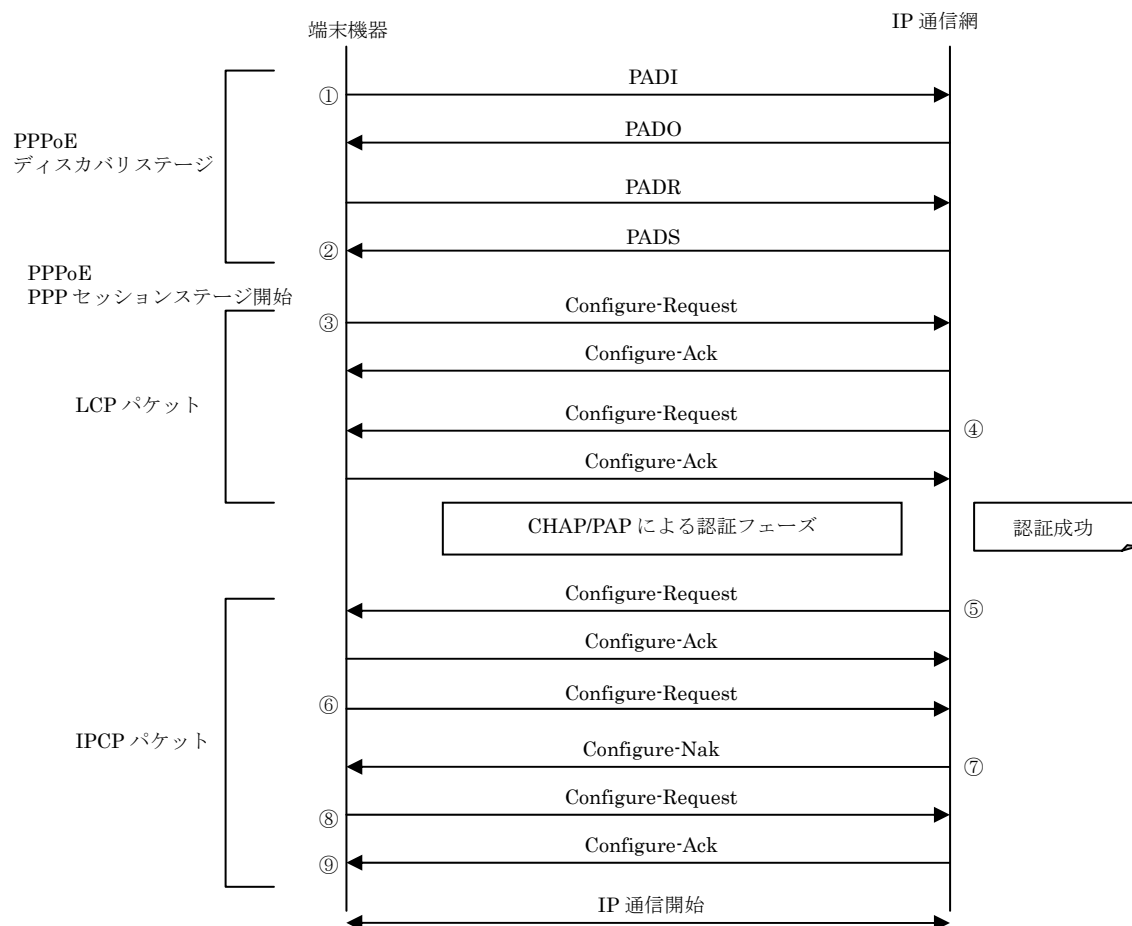 端末機器
IP 通信網
PADI
①
PADO
PPPoE
ディスカバリステージ
PADR
PADS
②
PPPoE
PPP セッションステージ開始
Configure-Request
③
Configure-Ack
LCP パケット
Configure-Request
④
Configure-Ack
CHAP/PAP による認証フェーズ
認証成功
Configure-Request
⑤
Configure-Ack
Configure-Request
⑥
IPCP パケット
Configure-Nak
⑦
Configure-Request
⑧
Configure-Ack
⑨
IP 通信開始